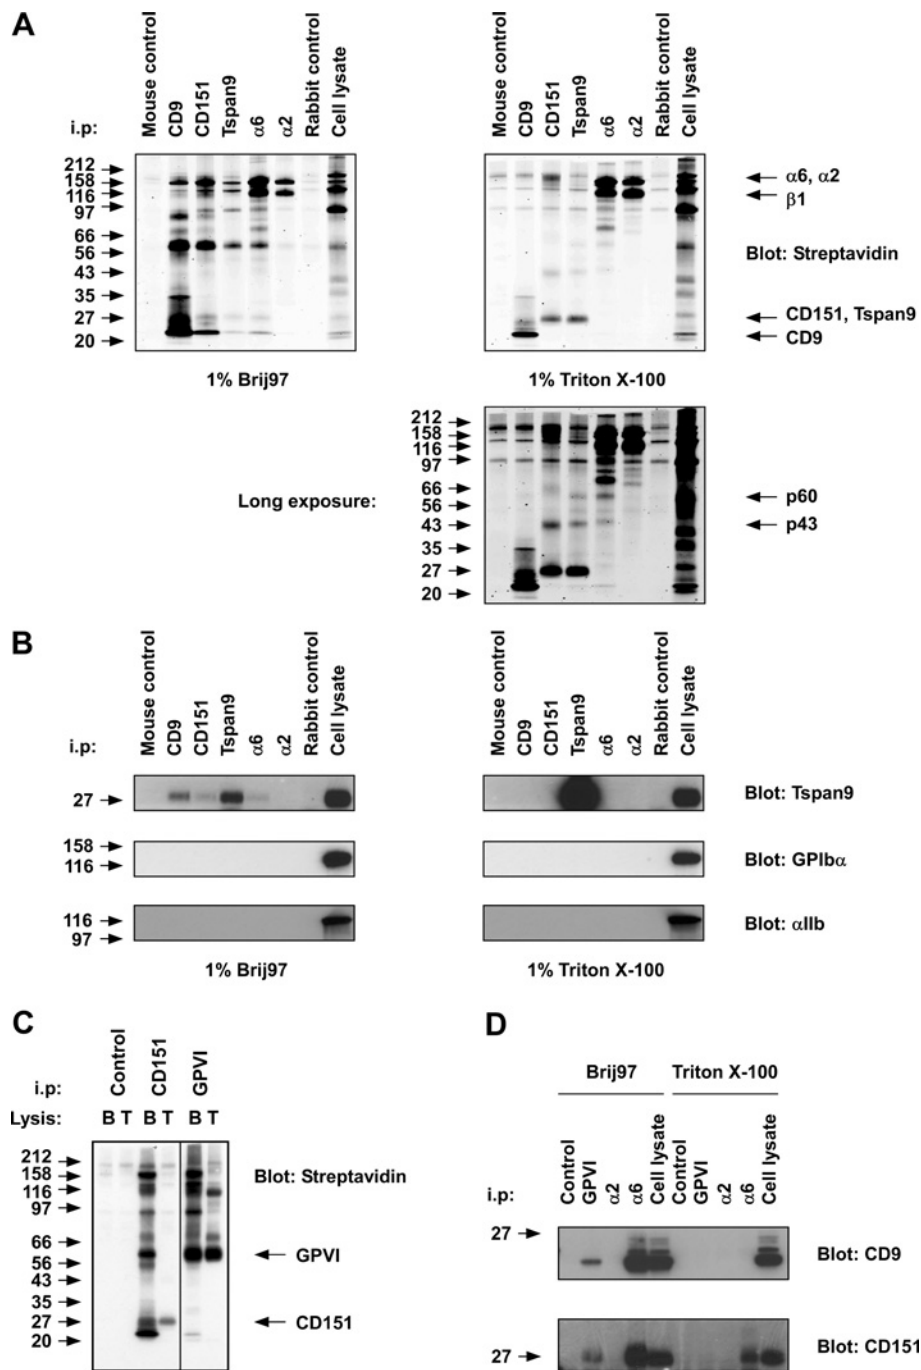 A
i.p:
Mouse control
CD9
CD151
Tspan9
α6
α2
Rabbit control
Cell lysate
212
158
116
97
66
56
43
35
27
20
1% Brij97
Mouse control
CD9
CD151
Tspan9
α6
α2
Rabbit control
Cell lysate
α6, α2
β1
Blot: Streptavidin
CD151, Tspan9
CD9
1% Triton X-100
Long exposure:
212
158
116
97
66
56
43
35
27
20
p60
p43
B
i.p:
Mouse control
CD9
CD151
Tspan9
α6
α2
Rabbit control
Cell lysate
Mouse control
CD9
CD151
Tspan9
α6
α2
Rabbit control
Cell lysate
27
Blot: Tspan9
158
116
Blot: GPIbα
116
97
Blot: αIIb
1% Brij97
1% Triton X-100
C
i.p:
Control
CD151
GPVI
Lysis: B T B T B T
212
158
116
97
66
56
43
35
27
20
Blot: Streptavidin
GPVI
CD151
D
Brij97
Triton X-100
i.p:
Control
GPVI
α2
α6
Cell lysate
Control
GPVI
α2
α6
Cell lysate
27
Blot: CD9
27
Blot: CD151